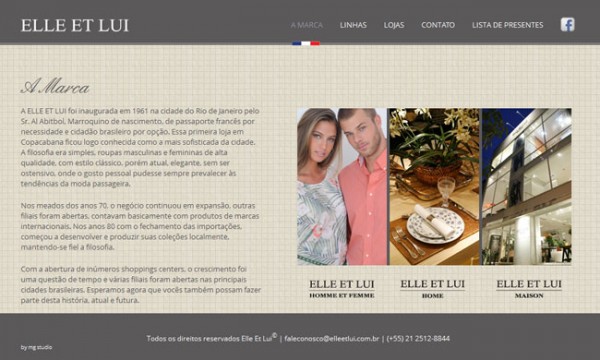 ELLE ET LUI
A MARCA LINHAS LOJAS CONTATO LISTA DE PRESENTES
A Marca
A ELLE ET LUI foi inaugurada em 1961 na cidade do Rio de Janeiro pelo
Sr. Al Abitbol, Marroquino de nascimento, de passaporte francês por
necessidade e cidadão brasileiro por opção. Essa primeira loja em
Copacabana ficou logo conhecida como a mais sofisticada da cidade.
A filosofia era simples, roupas masculinas e femininas de alta
qualidade, com estilo clássico, porém atual, elegante, sem ser
ostensivo, onde o gosto pessoal pudesse sempre prevalecer às
tendências da moda passageira.
Nos meados dos anos 70, o negócio continuou em expansão, outras
filiais foram abertas, contavam basicamente com produtos de marcas
internacionais. Nos anos 80 com o fechamento das importações,
começou a desenvolver e produzir suas coleções localmente,
mantendo-se fiel a filosofia.
Com a abertura de inúmeros shoppings centers, o crescimento foi
uma questão de tempo e várias filiais foram abertas nas principais
cidades brasileiras. Esperamos agora que vocês também possam fazer
parte desta história, atual e futura.
ELLE ET LUI
HOMME ET FEMME
ELLE ET LUI
HOME
ELLE ET LUI
MAISON
Todos os direitos reservados Elle Et Lui© | faleconosco@elleetlui.com.br | (+55) 21 2512-8844
by mg studio